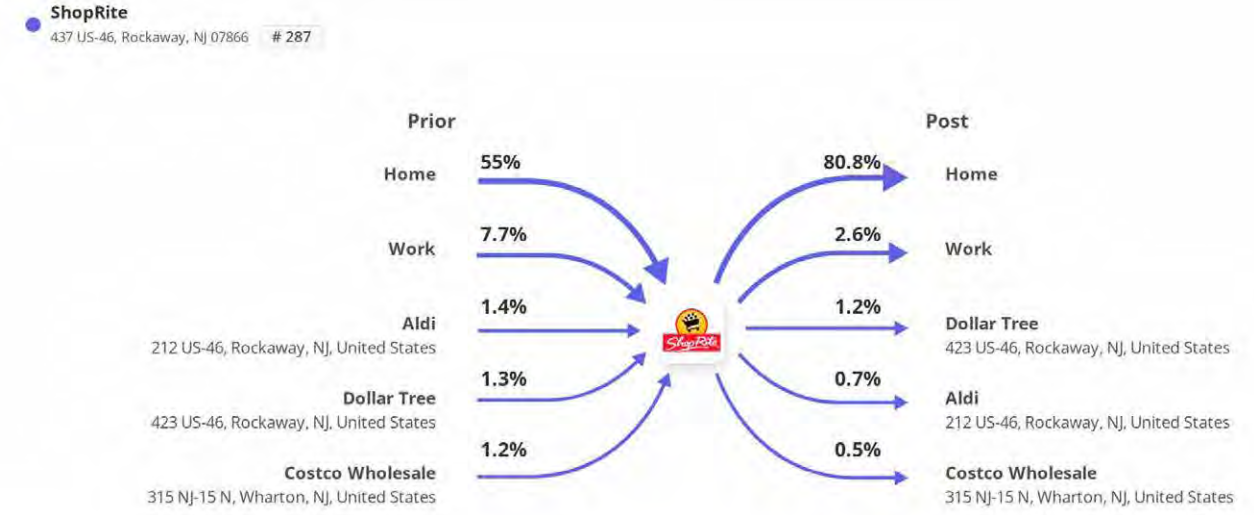 ShopRite
437 US-46, Rockaway, NJ 07866 # 287
Prior Post
Home 55% 80.8% Home
Work 7.7% 2.6% Work
Aldi 1.4% 1.2% Dollar Tree
212 US-46, Rockaway, NJ, United States 423 US-46, Rockaway, NJ, United States
ShopRite
Dollar Tree 1.3% 0.7% Aldi
423 US-46, Rockaway, NJ, United States 212 US-46, Rockaway, NJ, United States
Costco Wholesale 1.2% 0.5% Costco Wholesale
315 NJ-15 N, Wharton, NJ, United States 315 NJ-15 N, Wharton, NJ, United States